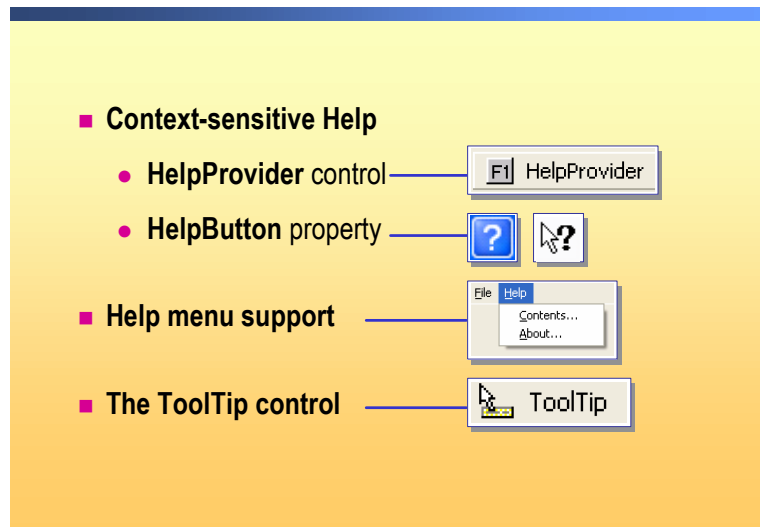 Context-sensitive Help
HelpProvider control
F1 HelpProvider
HelpButton property
? ?
Help menu support
File Help
Contents...
About...
The ToolTip control
ToolTip